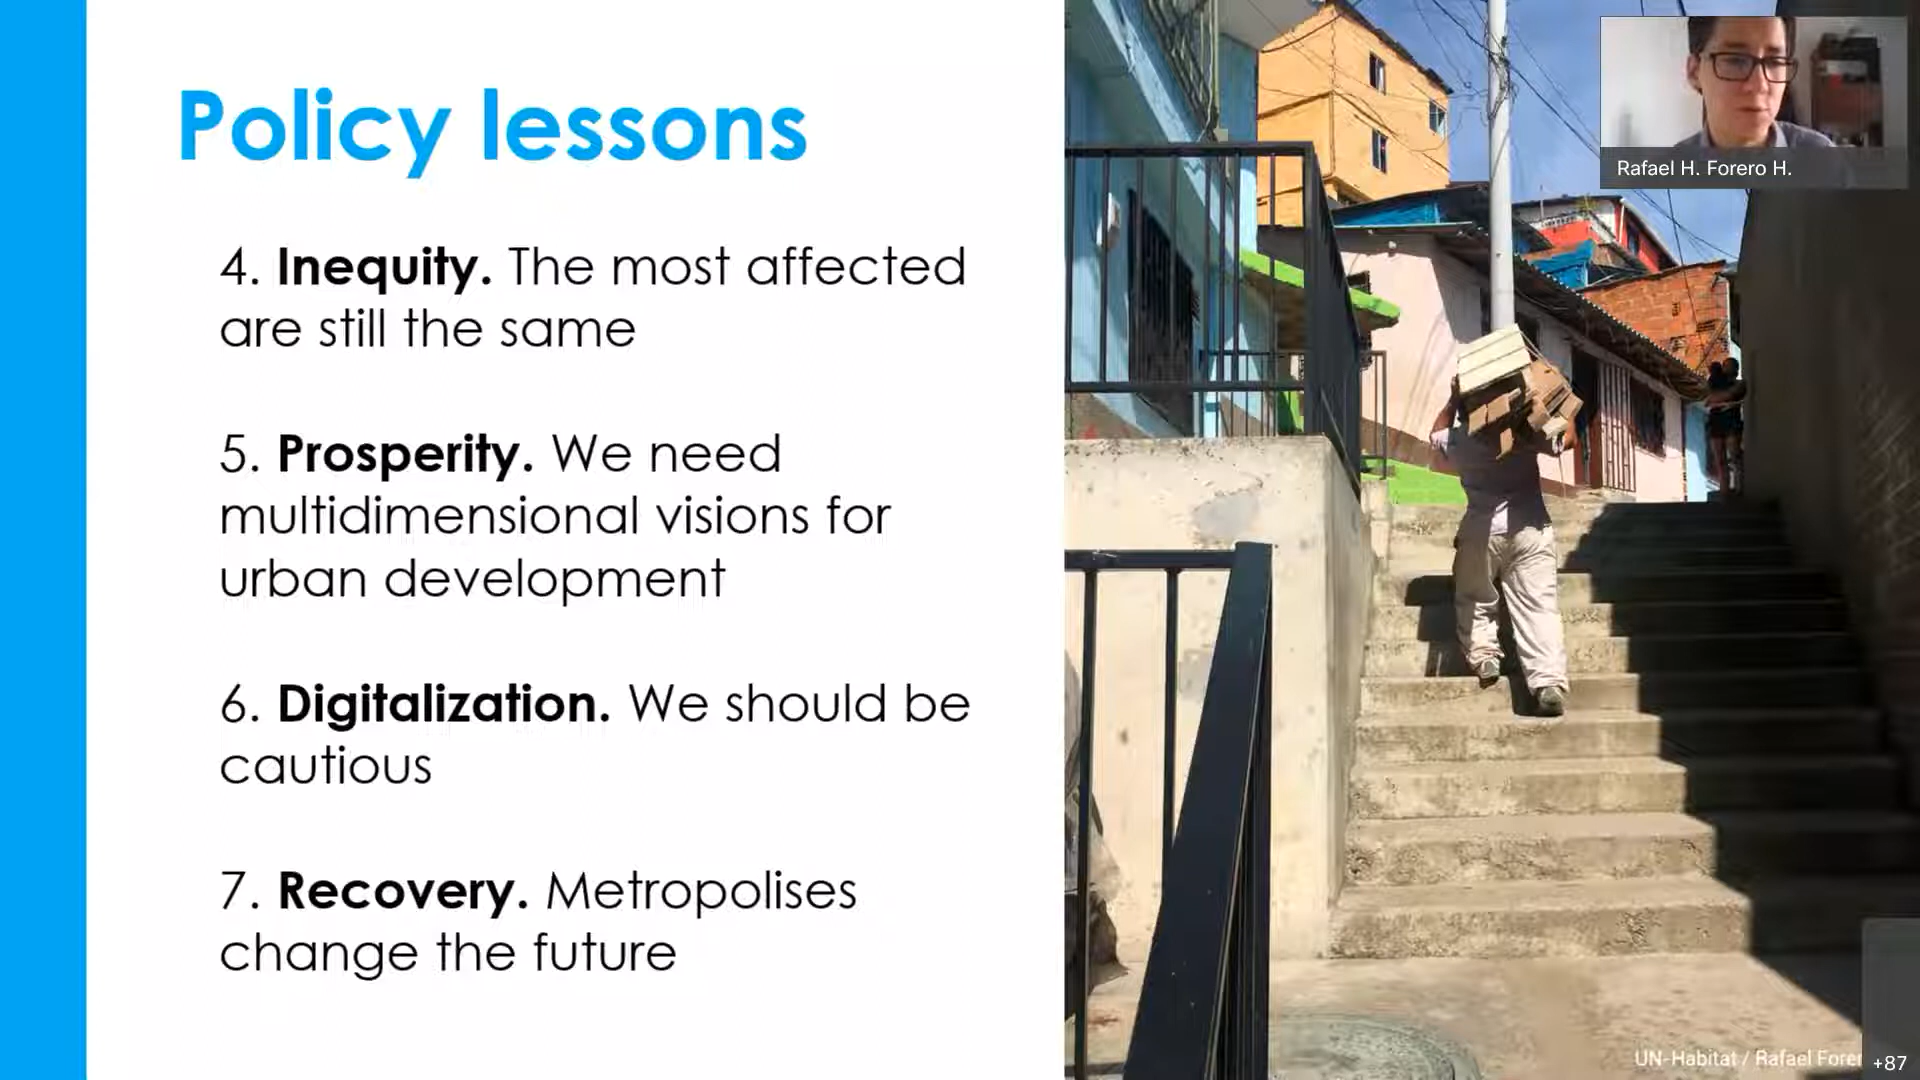 Policy lessons
4. Inequity. The most affected
are still the same
5. Prosperity. We need
multidimensional visions for
urban development
6. Digitalization. We should be
cautious
7. Recovery. Metropolises
change the future
Rafael H. Forero H.
UN-Habitat / Rafael
+87